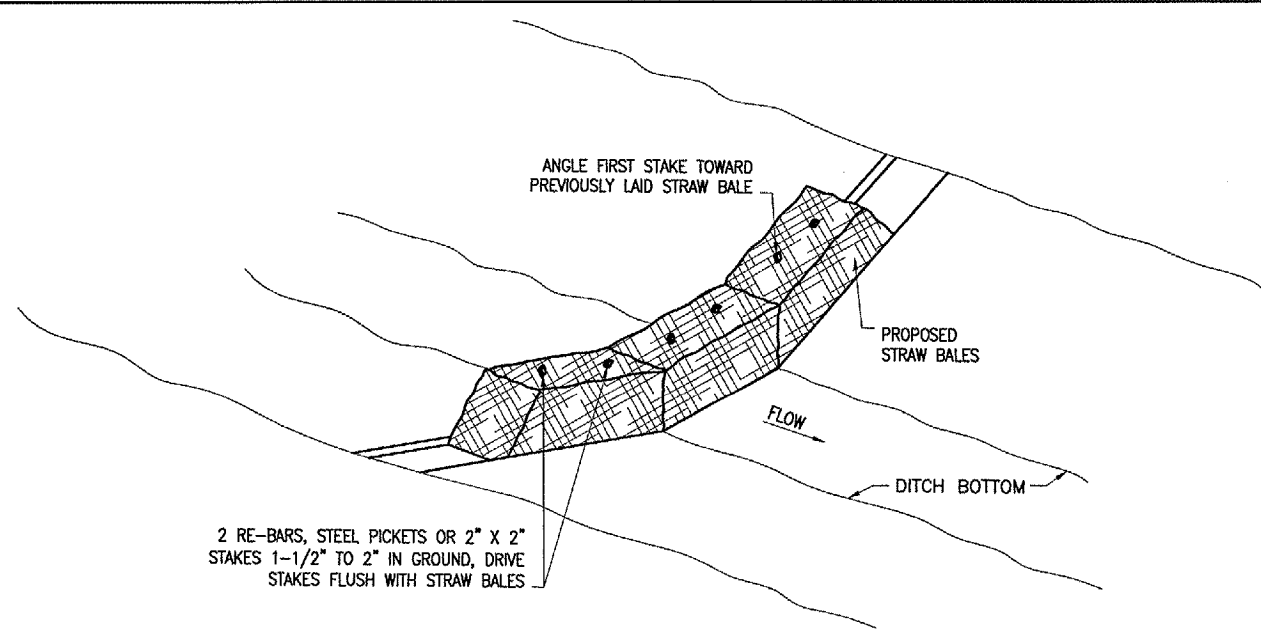 ANGLE FIRST STAKE TOWARD
PREVIOUSLY LAID STRAW BALE
PROPOSED
STRAW BALES
FLOW
DITCH BOTTOM
2 RE-BARS, STEEL PICKETS OR 2" X 2"
STAKES 1-1/2" TO 2" IN GROUND, DRIVE
STAKES FLUSH WITH STRAW BALES